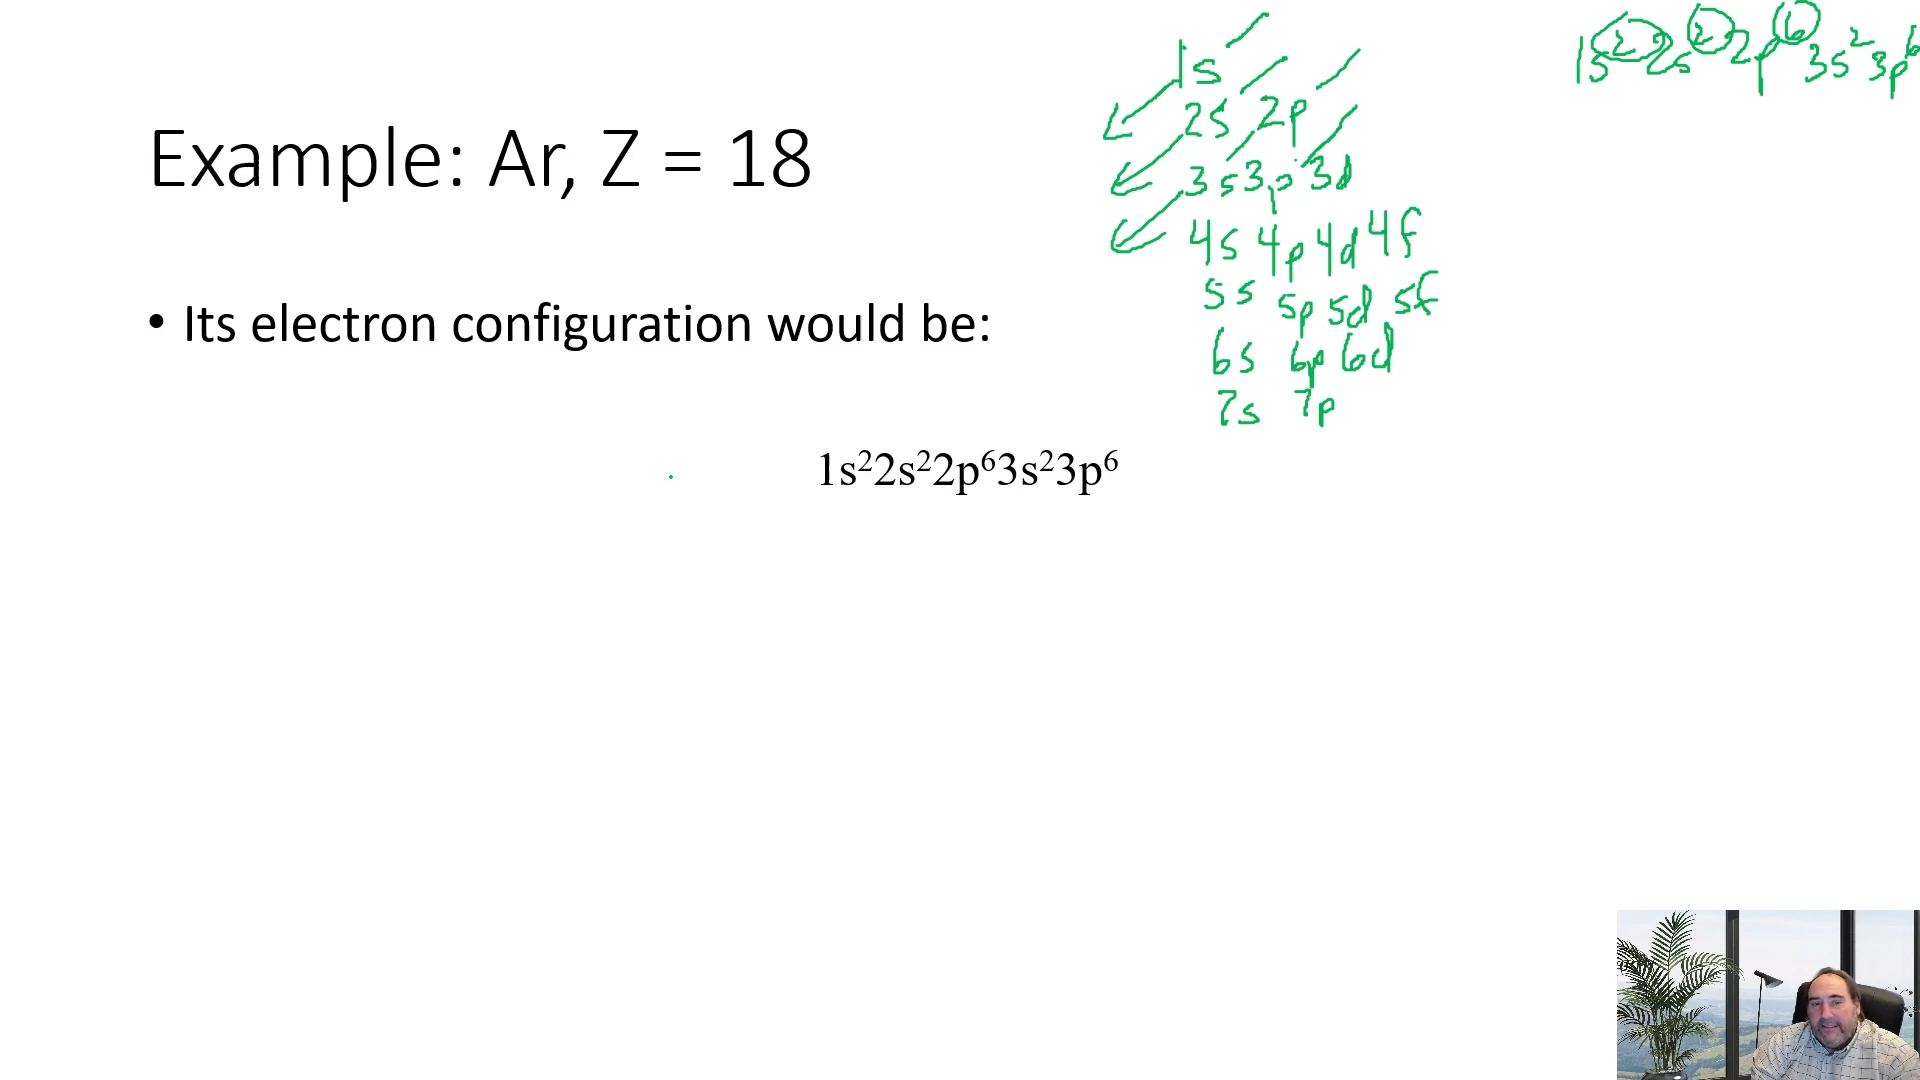 Example: Ar, Z = 18
• Its electron configuration would be:
1s²2s²2p⁶3s²3p⁶
1s
2s 2p
3s 3p 3d
4s 4p 4d 4f
5s 5p 5d 5f
6s 6p 6d
7s 7p
1s²2s²2p⁶3s²3p⁶